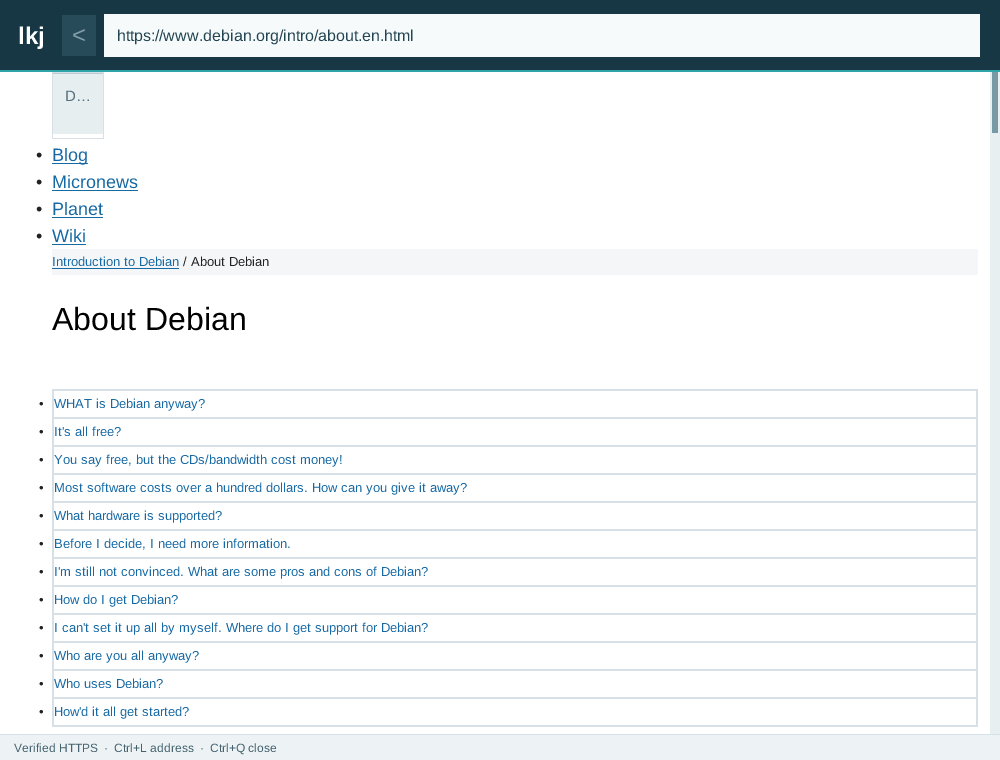 lkj < https://www.debian.org/intro/about.en.html
D...
• Blog
• Micronews
• Planet
• Wiki
Introduction to Debian / About Debian
About Debian
• WHAT is Debian anyway?
• It's all free?
• You say free, but the CDs/bandwidth cost money!
• Most software costs over a hundred dollars. How can you give it away?
• What hardware is supported?
• Before I decide, I need more information.
• I'm still not convinced. What are some pros and cons of Debian?
• How do I get Debian?
• I can't set it up all by myself. Where do I get support for Debian?
• Who are you all anyway?
• Who uses Debian?
• How'd it all get started?
Verified HTTPS · Ctrl+L address · Ctrl+Q close